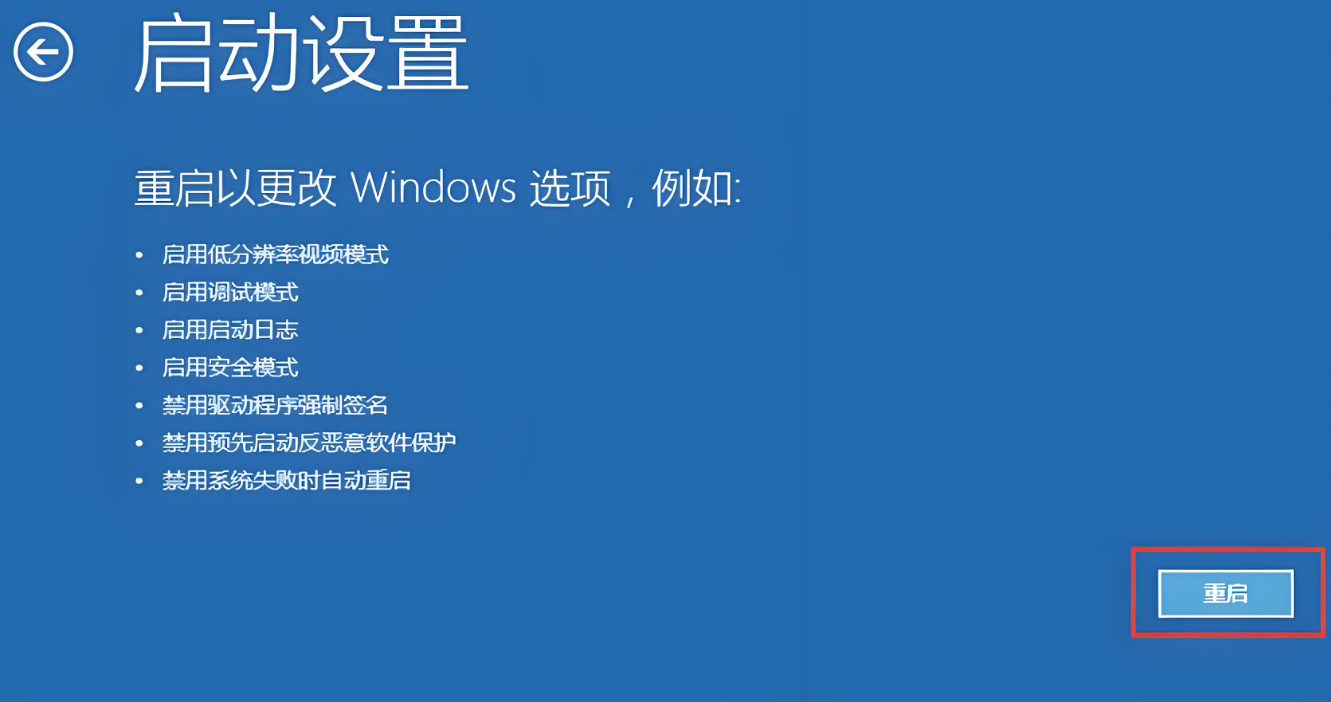 启动设置
重启以更改 Windows 选项，例如:
• 启用低分辨率视频模式
• 启用调试模式
• 启用启动日志
• 启用安全模式
• 禁用驱动程序强制签名
• 禁用预先启动反恶意软件保护
• 禁用系统失败时自动重启
重启